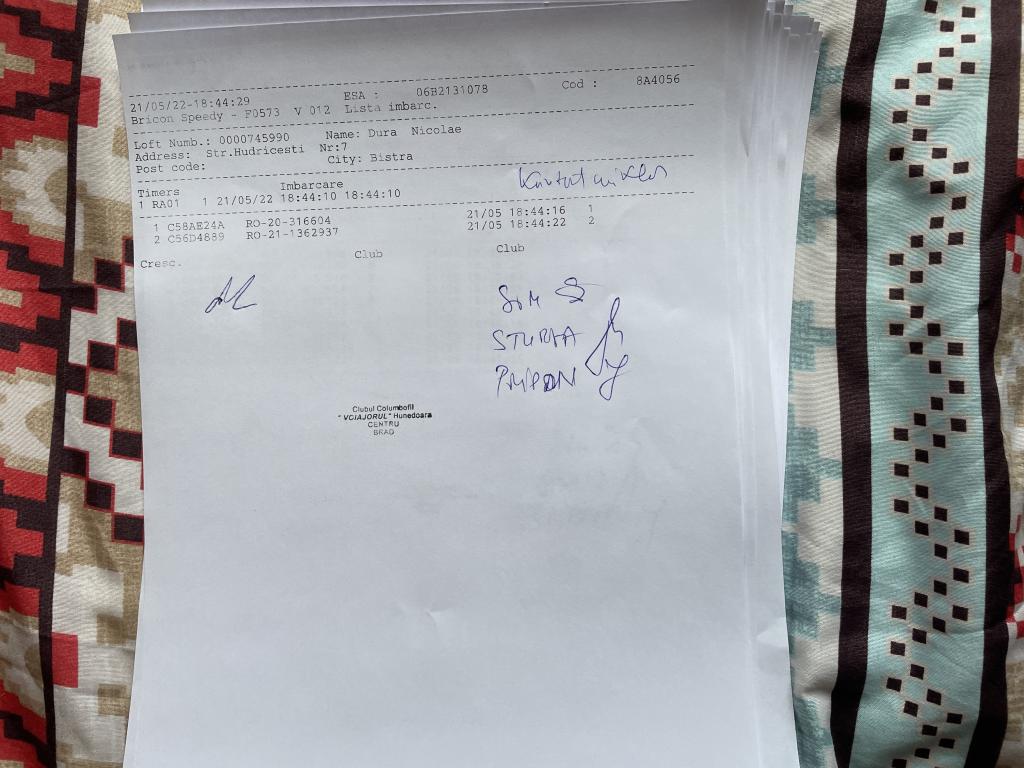 21/05/22-18:44:29 ESA : 06B2131078 Cod : 8A4056
Bricon Speedy - F0573 V 012 Lista imbarc.
Loft Numb.: 0000745990 Name: Dura Nicolae
Address: Str.Hudricesti Nr:7
Post code: City: Bistra
Timers Imbarcare
1 RA01 1 21/05/22 18:44:10 18:44:10
1 C58AE24A RO-20-316604 21/05 18:44:16 1
2 C56D4889 RO-21-1362937 21/05 18:44:22 2
Cresc. Club Club
STURZA
Clubul Columbofil
"VOIAJORUL" Hunedoara
CENTRU
BRAD